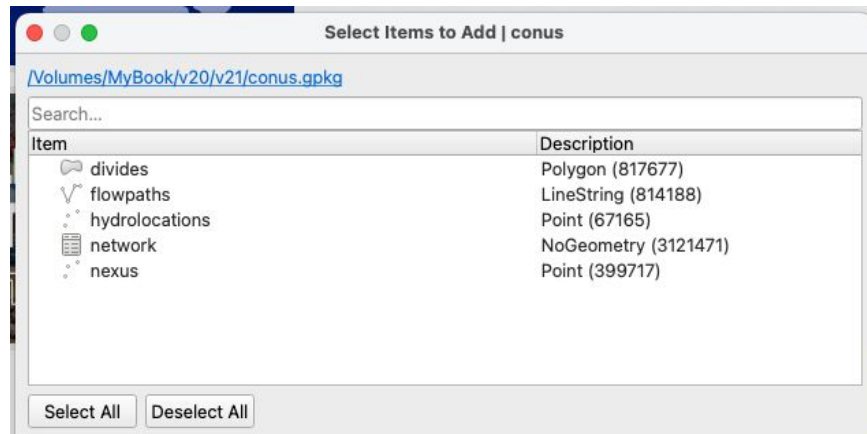 Select Items to Add | conus
/Volumes/MyBook/v20/v21/conus.gpkg
Search...
Item Description
divides Polygon (817677)
flowpaths LineString (814188)
hydrolocations Point (67165)
network NoGeometry (3121471)
nexus Point (399717)
Select All Deselect All